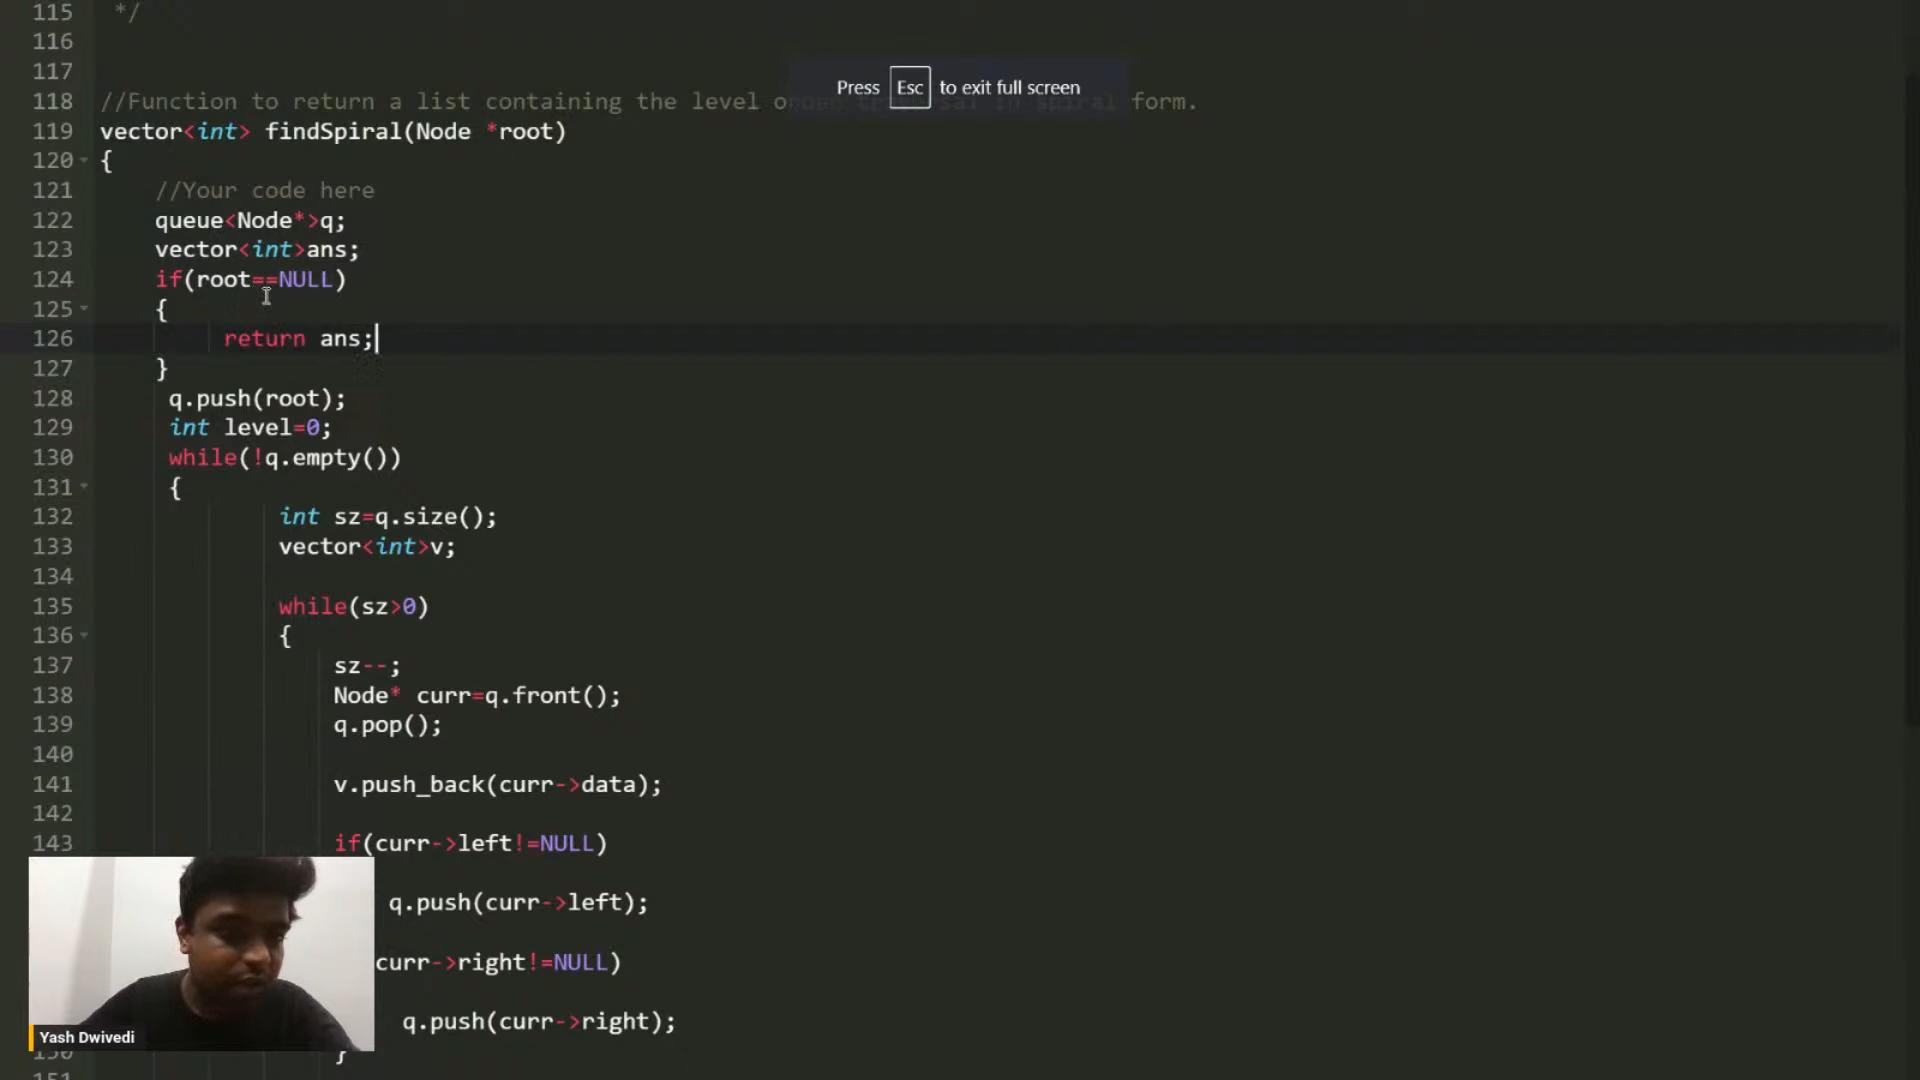 115 */
116
117
118 //Function to return a list containing the level form.
Press Esc to exit full screen
119 vector<int> findSpiral(Node *root)
120 {
121 //Your code here
122 queue<Node*>q;
123 vector<int>ans;
124 if(root==NULL)
125 {
126 return ans;
127 }
128 q.push(root);
129 int level=0;
130 while(!q.empty())
131 {
132 int sz=q.size();
133 vector<int>v;
134
135 while(sz>0)
136 {
137 sz--;
138 Node* curr=q.front();
139 q.pop();
140
141 v.push_back(curr->data);
142
143 if(curr->left!=NULL)
q.push(curr->left);
curr->right!=NULL)
q.push(curr->right);
Yash Dwivedi
150 }
151